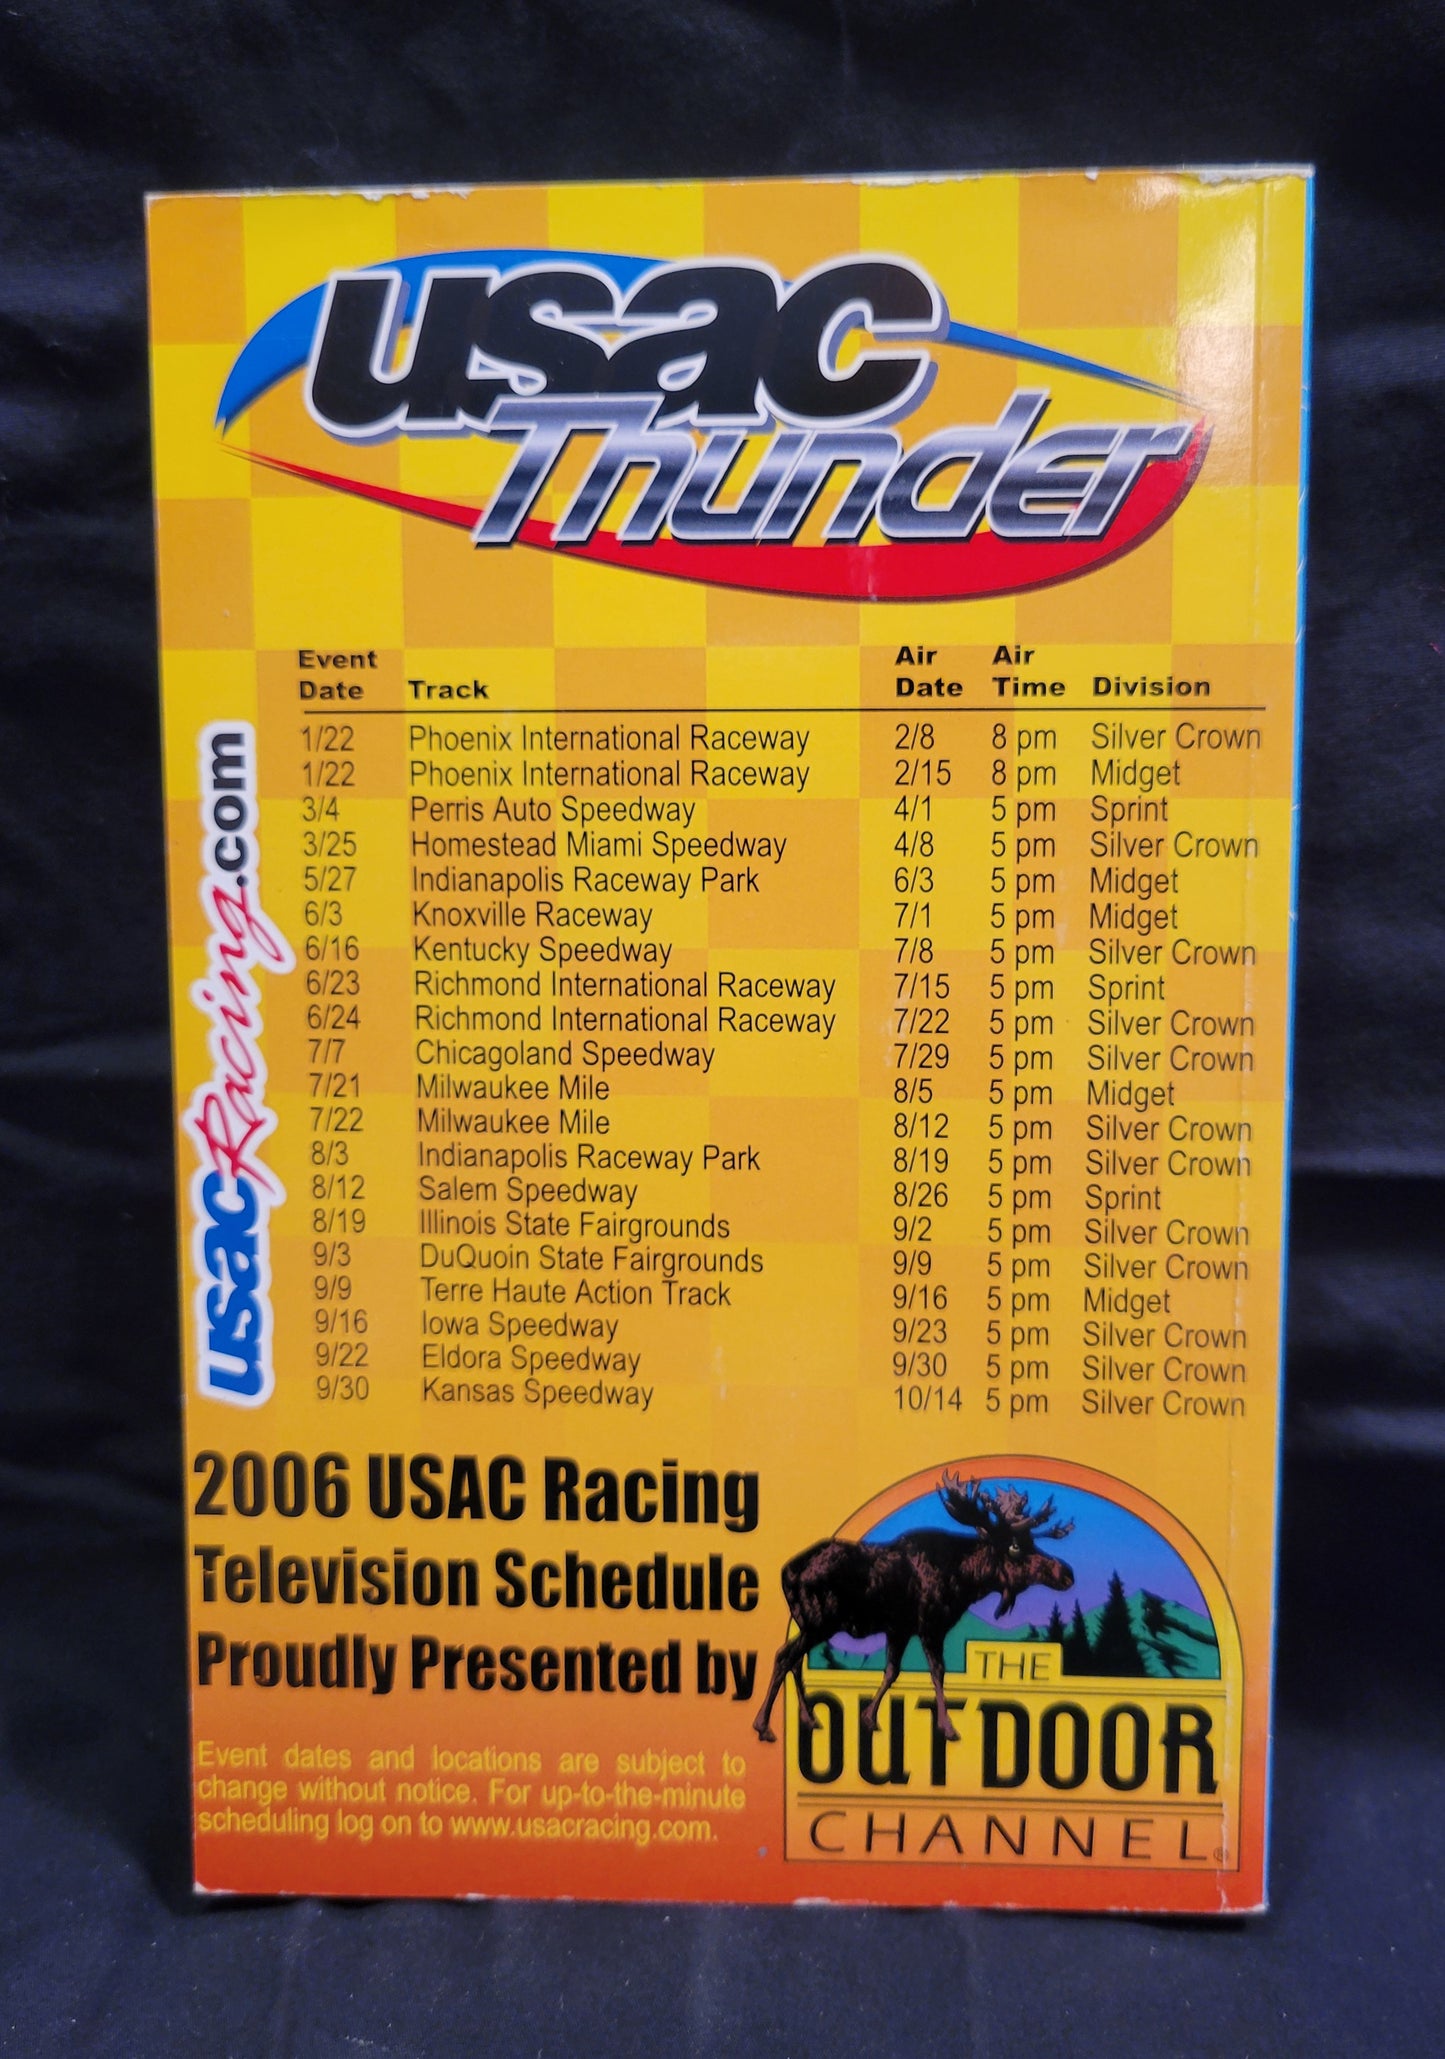 usac
Thunder
Event Date Track Air Date Air Time Division
1/22 Phoenix International Raceway 2/8 8 pm Silver Crown
1/22 Phoenix International Raceway 2/15 8 pm Midget
3/4 Perris Auto Speedway 4/1 5 pm Sprint
3/25 Homestead Miami Speedway 4/8 5 pm Silver Crown
5/27 Indianapolis Raceway Park 6/3 5 pm Midget
6/3 Knoxville Raceway 7/1 5 pm Midget
6/16 Kentucky Speedway 7/8 5 pm Silver Crown
6/23 Richmond International Raceway 7/15 5 pm Sprint
6/24 Richmond International Raceway 7/22 5 pm Silver Crown
7/7 Chicagoland Speedway 7/29 5 pm Silver Crown
7/21 Milwaukee Mile 8/5 5 pm Midget
7/22 Milwaukee Mile 8/12 5 pm Silver Crown
8/3 Indianapolis Raceway Park 8/19 5 pm Silver Crown
8/12 Salem Speedway 8/26 5 pm Sprint
8/19 Illinois State Fairgrounds 9/2 5 pm Silver Crown
9/3 DuQuoin State Fairgrounds 9/9 5 pm Silver Crown
9/9 Terre Haute Action Track 9/16 5 pm Midget
9/16 Iowa Speedway 9/23 5 pm Silver Crown
9/22 Eldora Speedway 9/30 5 pm Silver Crown
9/30 Kansas Speedway 10/14 5 pm Silver Crown
usacRacing.com
2006 USAC Racing
Television Schedule
Proudly Presented by
THE
OUTDOOR
CHANNEL®
Event dates and locations are subject to
change without notice. For up-to-the-minute
scheduling log on to www.usacracing.com.